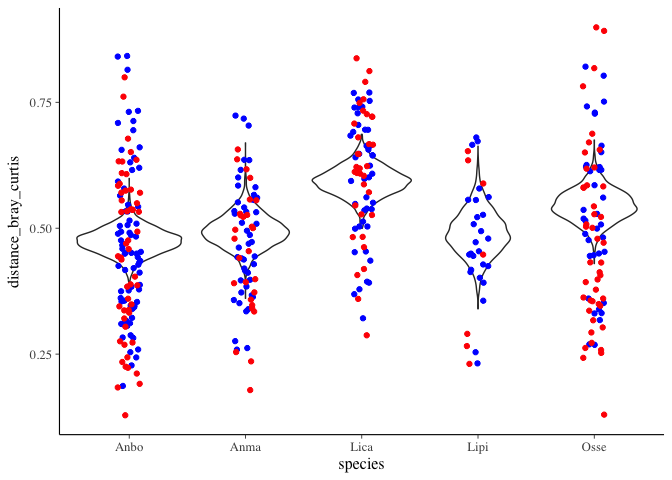 distance_bray_curtis
0.75
0.50
0.25
Anbo Anma Lica Lipi Osse
species